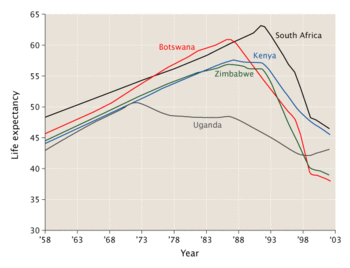 65
60
55
50
45
40
35
30
Life expectancy
South Africa
Botswana
Kenya
Zimbabwe
Uganda
'58 '63 '68 '73 '78 '83 '88 '93 '98 '03
Year